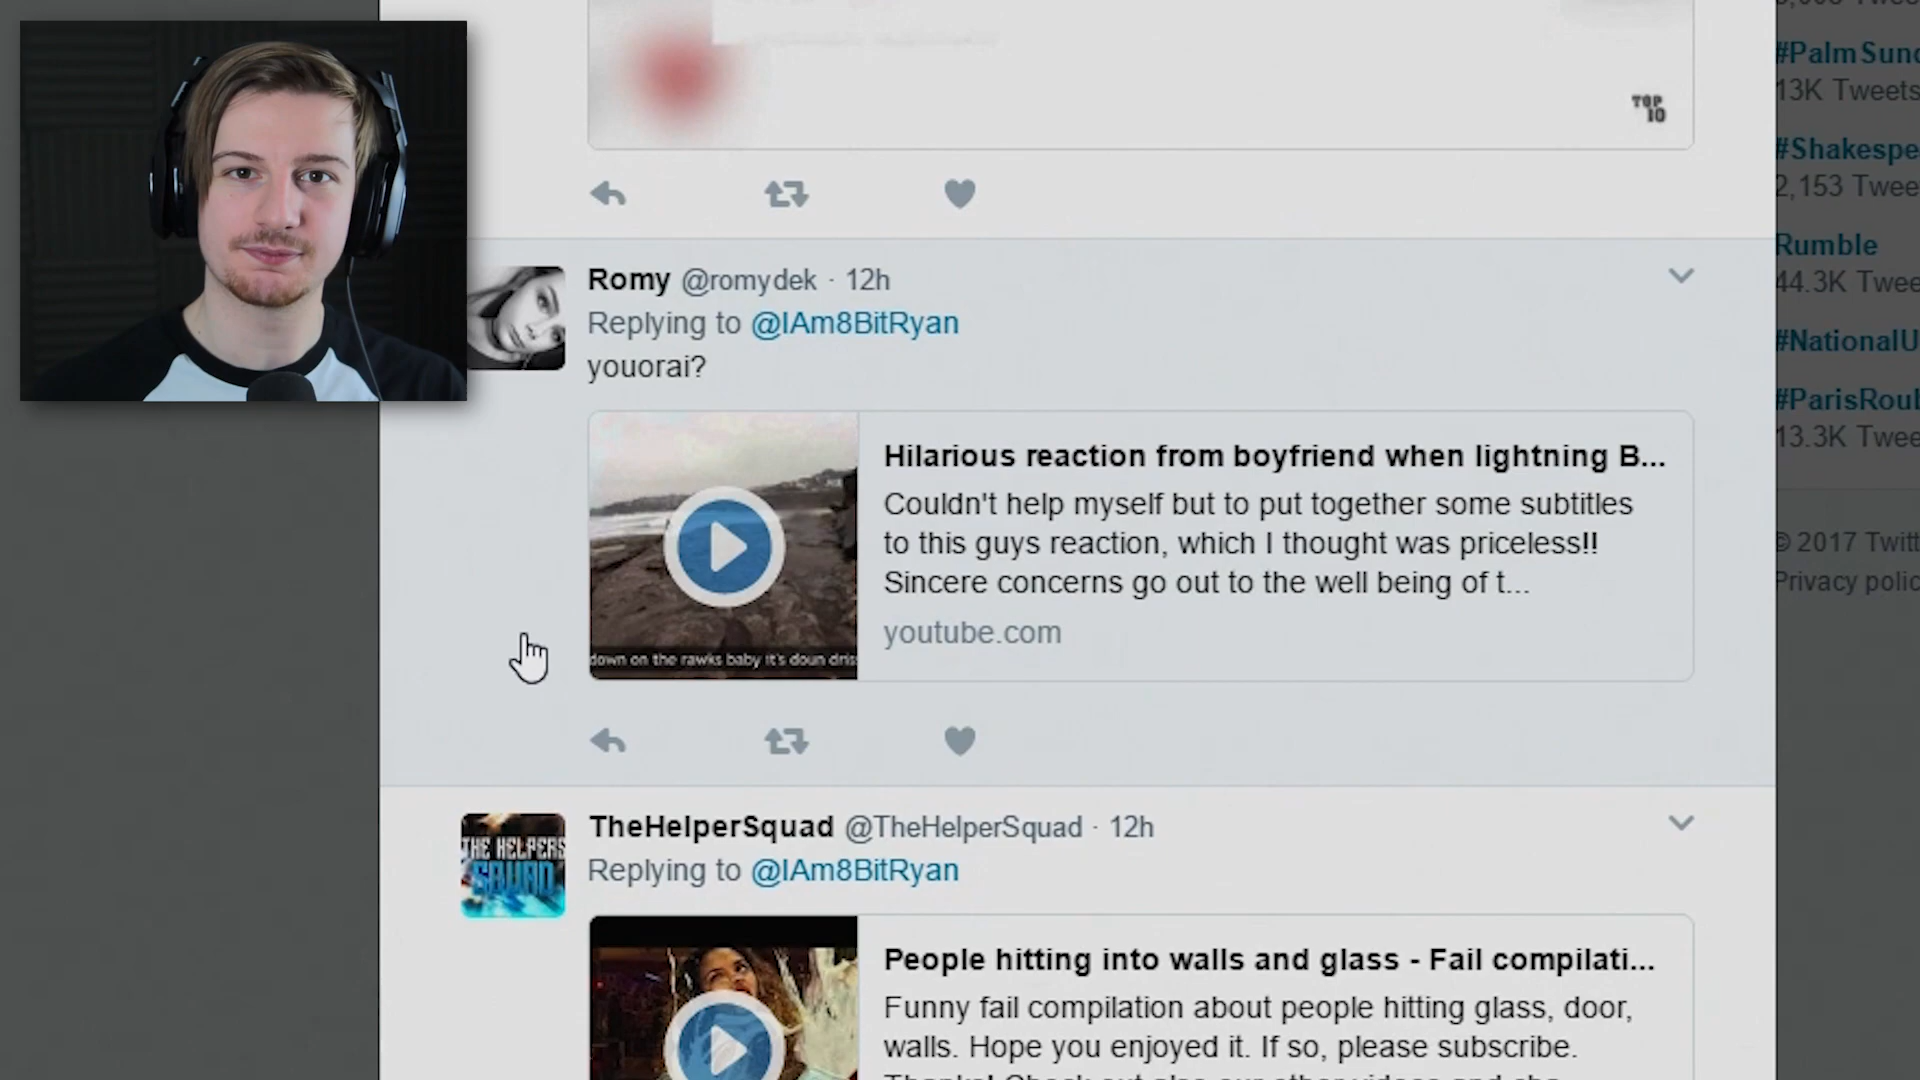 TOP
10
Romy @romydek · 12h
Replying to @IAm8BitRyan
youorai?
Hilarious reaction from boyfriend when lightning B...
Couldn't help myself but to put together some subtitles
to this guys reaction, which I thought was priceless!!
Sincere concerns go out to the well being of t...
youtube.com
down on the rawks baby it's doun dris
TheHelperSquad @TheHelperSquad · 12h
Replying to @IAm8BitRyan
THE HELPERS
SQUAD
People hitting into walls and glass - Fail compilati...
Funny fail compilation about people hitting glass, door,
walls. Hope you enjoyed it. If so, please subscribe.
#PalmSund
13K Tweets
#Shakespe
2,153 Twee
Rumble
44.3K Twee
#NationalU
#ParisRoub
13.3K Twee
© 2017 Twitt
Privacy polic